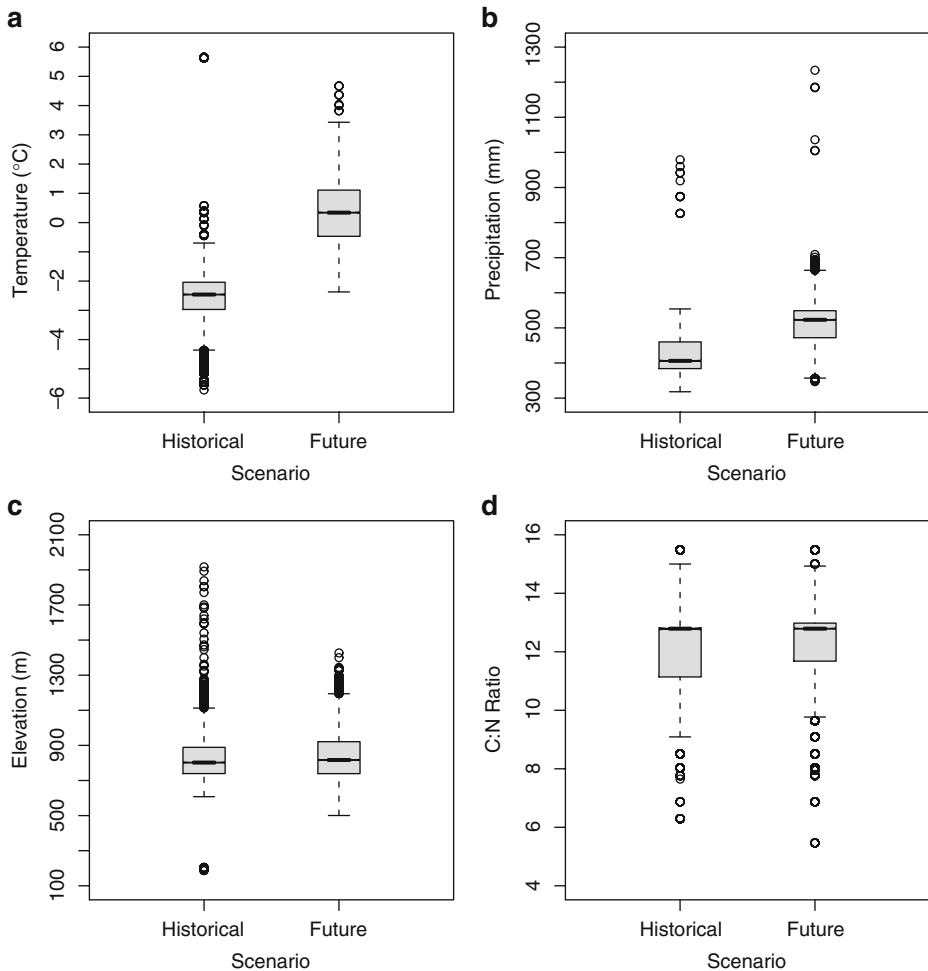 a
Temperature (°C)
6
5
4
3
2
1
0
−2
−4
−6
Historical
Future
Scenario
b
Precipitation (mm)
1300
1100
900
700
500
300
Historical
Future
Scenario
c
Elevation (m)
2100
1700
1300
900
500
100
Historical
Future
Scenario
d
C:N Ratio
16
14
12
10
8
6
4
Historical
Future
Scenario